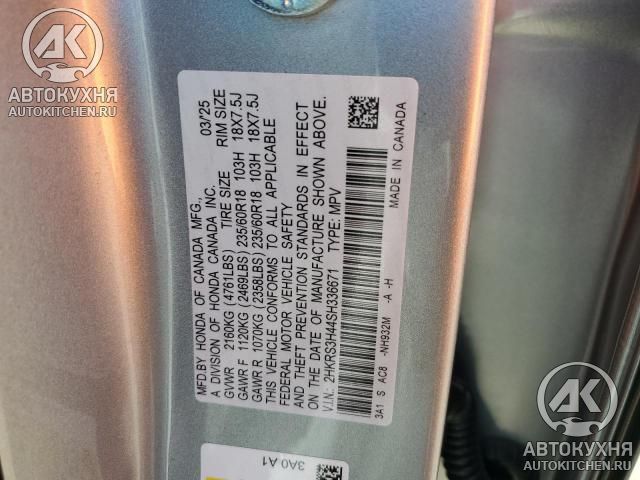 MFD.BY HONDA OF CANADA MFG., 03/25
A DIVISION OF HONDA CANADA INC.
GVWR 2160KG (4761LBS) TIRE SIZE RIM SIZE
GAWR F 1120KG (2469LBS) 235/60R18 103H 18X7.5J
GAWR R 1070KG (2358LBS) 235/60R18 103H 18X7.5J
THIS VEHICLE CONFORMS TO ALL APPLICABLE
FEDERAL MOTOR VEHICLE SAFETY
AND THEFT PREVENTION STANDARDS IN EFFECT
ON THE DATE OF MANUFACTURE SHOWN ABOVE.
V.I.N.: 2HKRS3H44SH336671 TYPE: MPV
3A1 S AC8 -NH932M -A -H MADE IN CANADA
3A0 A1
АК
АВТОКУХНЯ
AUTOKITCHEN.RU
АК
АВТОКУХНЯ
AUTOKITCHEN.RU